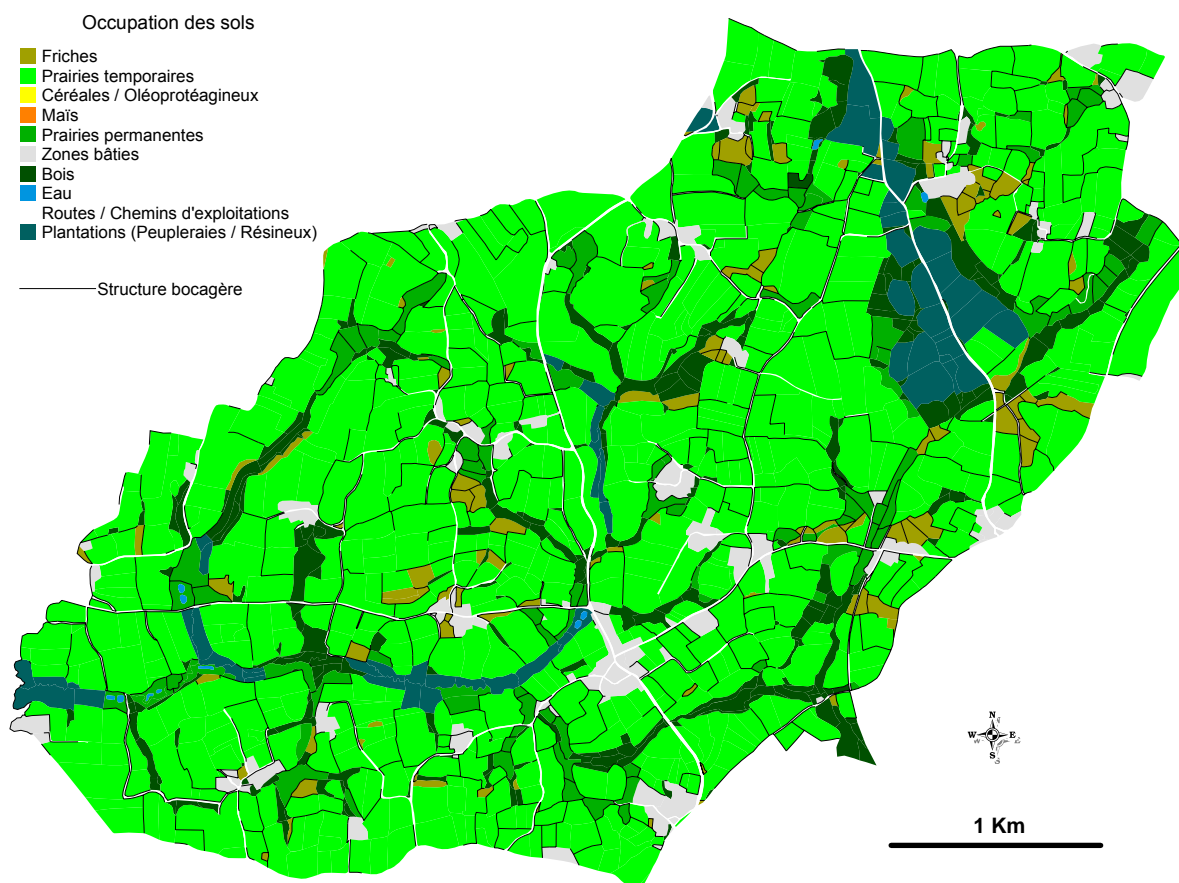 Occupation des sols
Friches
Prairies temporaires
Céréales / Oléoprotéagineux
Maïs
Prairies permanentes
Zones bâties
Bois
Eau
Routes / Chemins d'exploitations
Plantations (Peupleraies / Résineux)
Structure bocagère
N
W E
S
1 Km